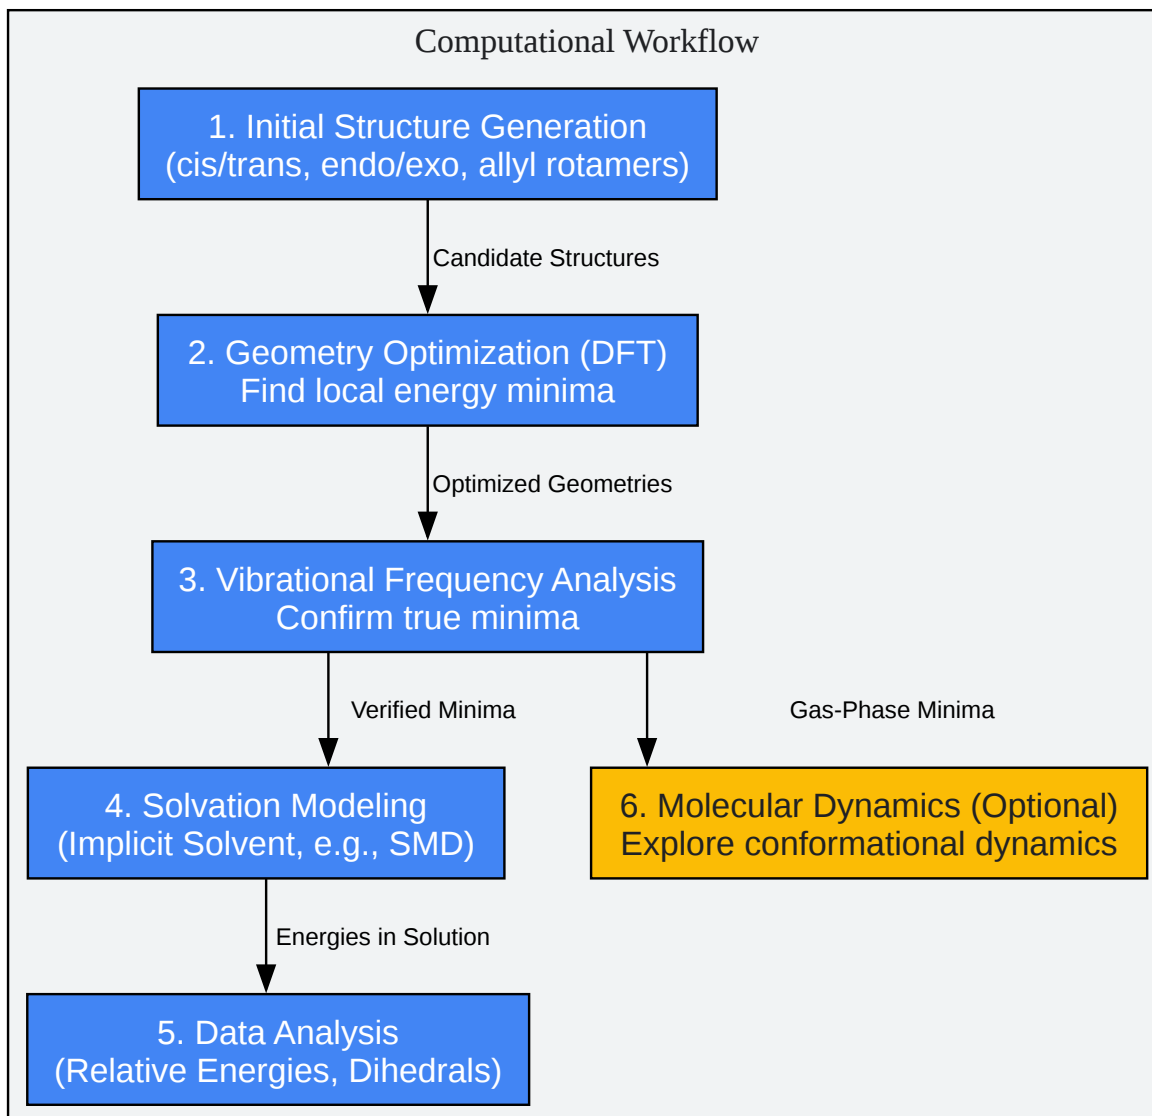 Computational Workflow
1. Initial Structure Generation
(cis/trans, endo/exo, allyl rotamers)
Candidate Structures
2. Geometry Optimization (DFT)
Find local energy minima
Optimized Geometries
3. Vibrational Frequency Analysis
Confirm true minima
Verified Minima
Gas-Phase Minima
4. Solvation Modeling
(Implicit Solvent, e.g., SMD)
6. Molecular Dynamics (Optional)
Explore conformational dynamics
Energies in Solution
5. Data Analysis
(Relative Energies, Dihedrals)